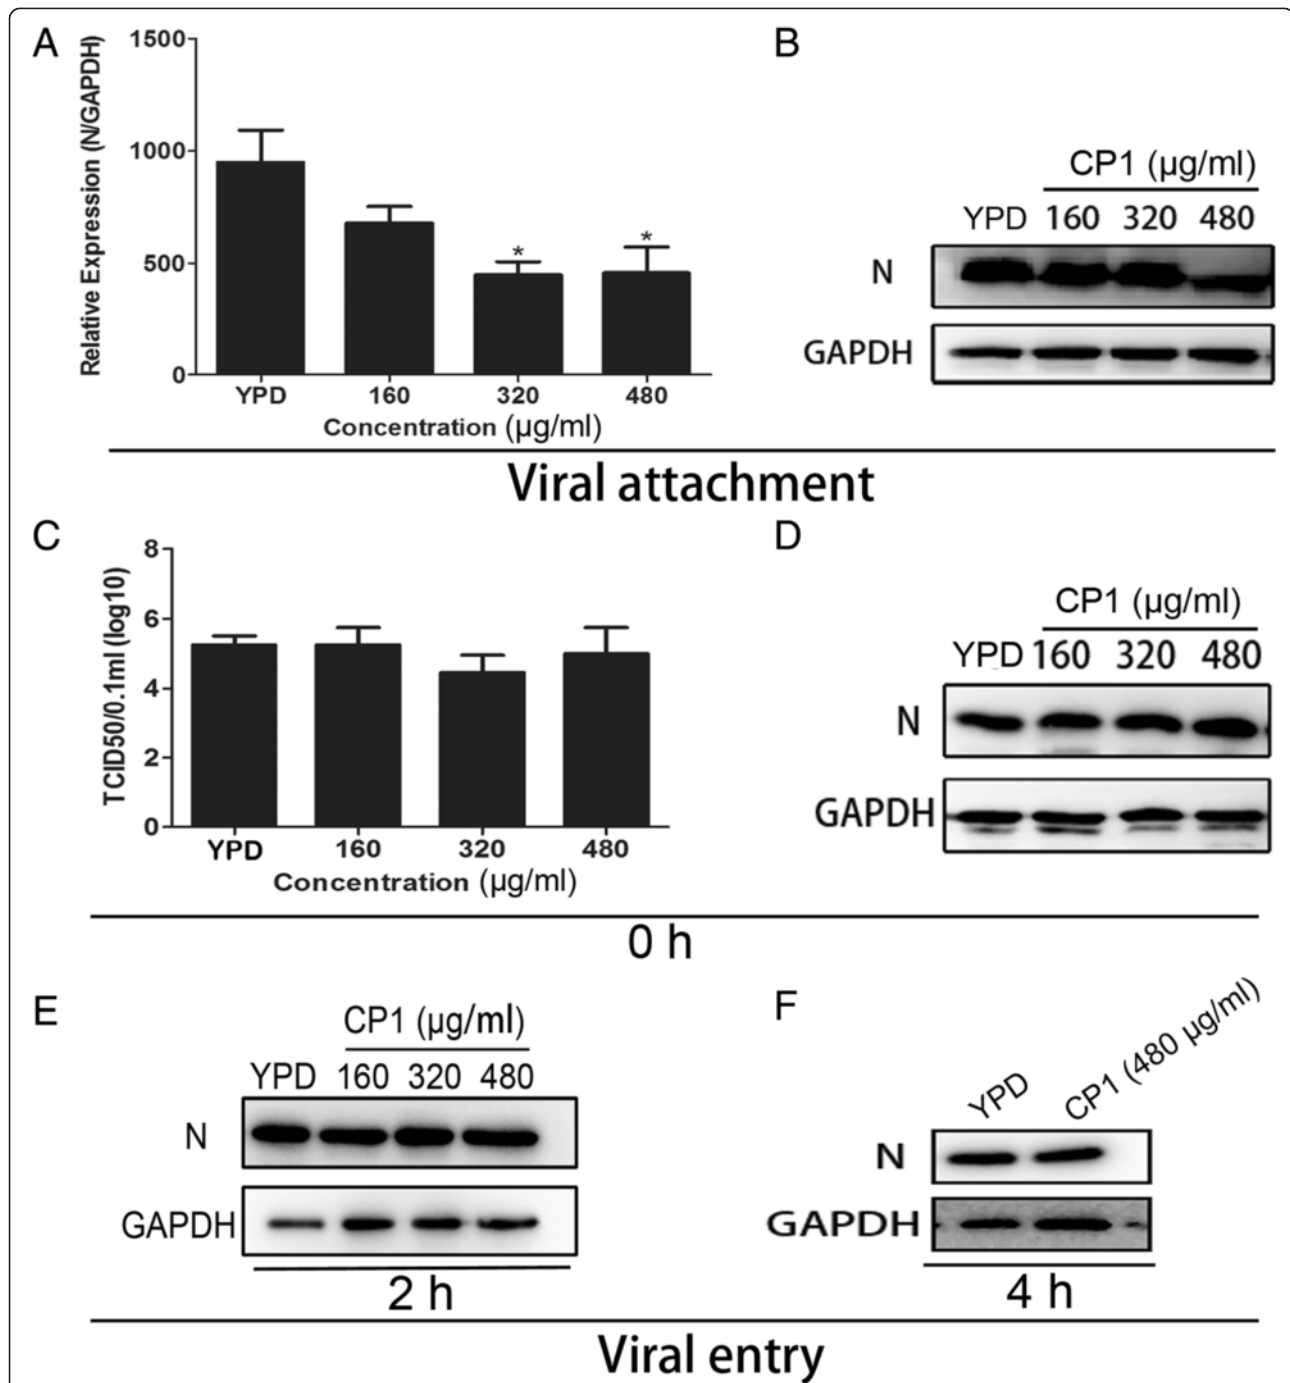 A
Relative Expression (N/GAPDH)
1500
1000
500
0
*
*
YPD 160 320 480
Concentration (μg/ml)
B
CP1 (μg/ml)
YPD 160 320 480
N
GAPDH
Viral attachment
C
TCID50/0.1ml (log10)
8
6
4
2
0
YPD 160 320 480
Concentration (μg/ml)
D
CP1 (μg/ml)
YPD 160 320 480
N
GAPDH
0 h
E
CP1 (μg/ml)
YPD 160 320 480
N
GAPDH
2 h
F
YPD CP1 (480 μg/ml)
N
GAPDH
4 h
Viral entry